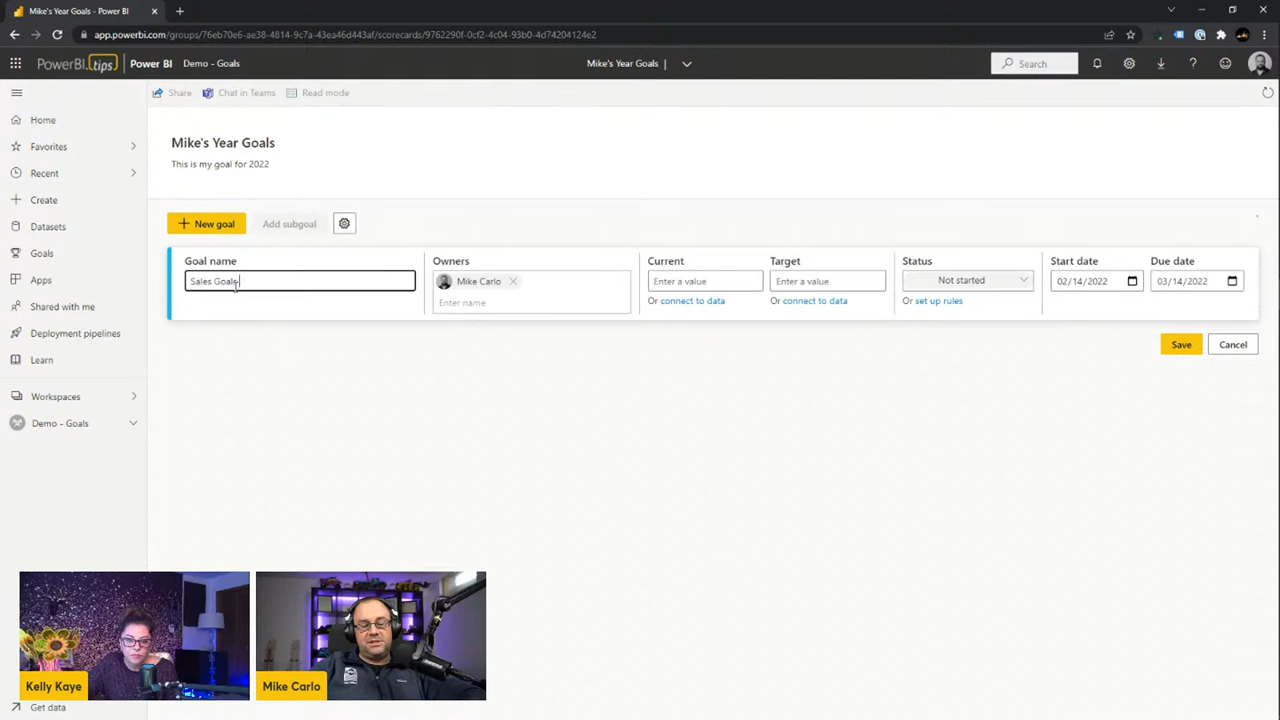 Mike's Year Goals - Power BI
app.powerbi.com/groups/76eb70e6-ae38-4814-9c7a-43ea46d443af/scorecards/9762290f-0cf2-4c04-93b0-4d74204124e2
PowerBI.tips Power BI Demo - Goals Mike's Year Goals Search
Share Chat in Teams Read mode
Home
Favorites
Recent
Create
Datasets
Goals
Apps
Shared with me
Deployment pipelines
Learn
Workspaces
Demo - Goals
Get data
Mike's Year Goals
This is my goal for 2022
New goal Add subgoal
Goal name Owners Current Target Status Start date Due date
Sales Goals Mike Carlo Enter a value Enter a value Not started 02/14/2022 03/14/2022
Enter name Or connect to data Or connect to data Or set up rules
Save Cancel
Kelly Kaye Mike Carlo